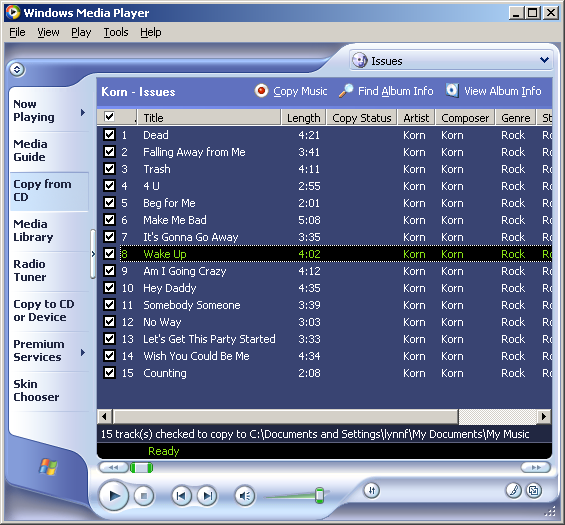 Windows Media Player
File View Play Tools Help
Issues
Korn - Issues Copy Music Find Album Info View Album Info
Now Playing
Media Guide
Copy from CD
Media Library
Radio Tuner
Copy to CD or Device
Premium Services
Skin Chooser
Title Length Copy Status Artist Composer Genre St
1 Dead 4:21 Korn Korn Rock Ro
2 Falling Away from Me 3:41 Korn Korn Rock Ro
3 Trash 4:11 Korn Korn Rock Ro
4 4 U 2:55 Korn Korn Rock Ro
5 Beg for Me 2:01 Korn Korn Rock Ro
6 Make Me Bad 5:08 Korn Korn Rock Ro
7 It's Gonna Go Away 3:35 Korn Korn Rock Ro
8 Wake Up 4:02 Korn Korn Rock Ro
9 Am I Going Crazy 4:12 Korn Korn Rock Ro
10 Hey Daddy 4:35 Korn Korn Rock Ro
11 Somebody Someone 3:39 Korn Korn Rock Ro
12 No Way 3:03 Korn Korn Rock Ro
13 Let's Get This Party Started 3:33 Korn Korn Rock Ro
14 Wish You Could Be Me 4:34 Korn Korn Rock Ro
15 Counting 2:08 Korn Korn Rock Ro
15 track(s) checked to copy to C:\Documents and Settings\lynnf\My Documents\My Music
Ready